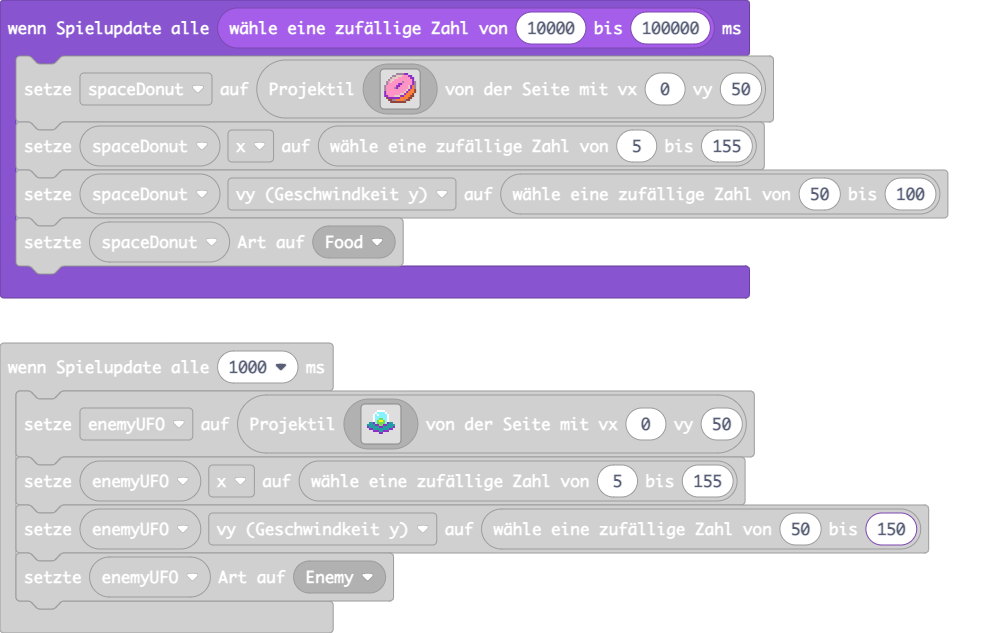 wenn Spielupdate alle wähle eine zufällige Zahl von 10000 bis 100000 ms
setze spaceDonut auf Projektil von der Seite mit vx 0 vy 50
setze spaceDonut x auf wähle eine zufällige Zahl von 5 bis 155
setze spaceDonut vy (Geschwindkeit y) auf wähle eine zufällige Zahl von 50 bis 100
setzte spaceDonut Art auf Food
wenn Spielupdate alle 1000 ms
setze enemyUFO auf Projektil von der Seite mit vx 0 vy 50
setze enemyUFO x auf wähle eine zufällige Zahl von 5 bis 155
setze enemyUFO vy (Geschwindkeit y) auf wähle eine zufällige Zahl von 50 bis 150
setzte enemyUFO Art auf Enemy